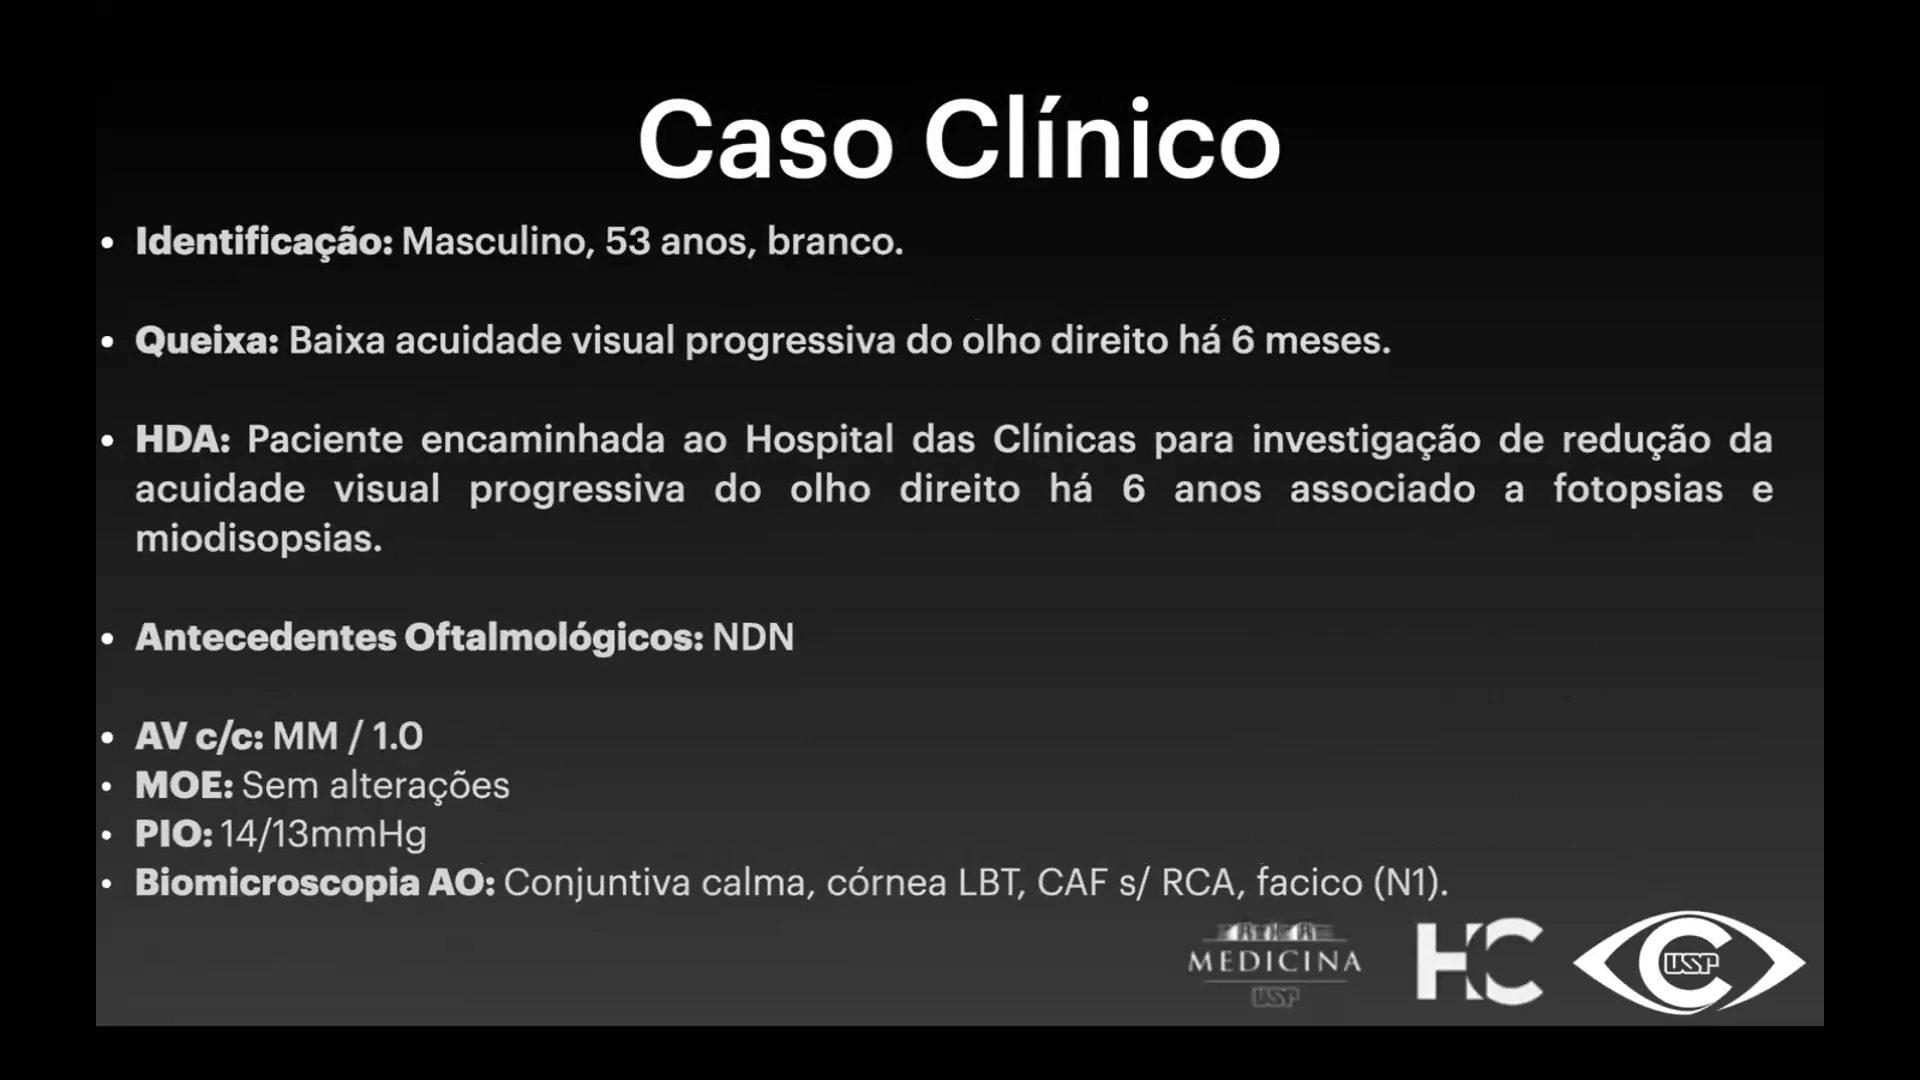 Caso Clínico
• Identificação: Masculino, 53 anos, branco.
• Queixa: Baixa acuidade visual progressiva do olho direito há 6 meses.
• HDA: Paciente encaminhada ao Hospital das Clínicas para investigação de redução da
acuidade visual progressiva do olho direito há 6 anos associado a fotopsias e
miodisopsias.
• Antecedentes Oftalmológicos: NDN
• AV c/c: MM / 1.0
• MOE: Sem alterações
• PIO: 14/13mmHg
• Biomicroscopia AO: Conjuntiva calma, córnea LBT, CAF s/ RCA, facico (N1).
MEDICINA
USP
HC
C
USP